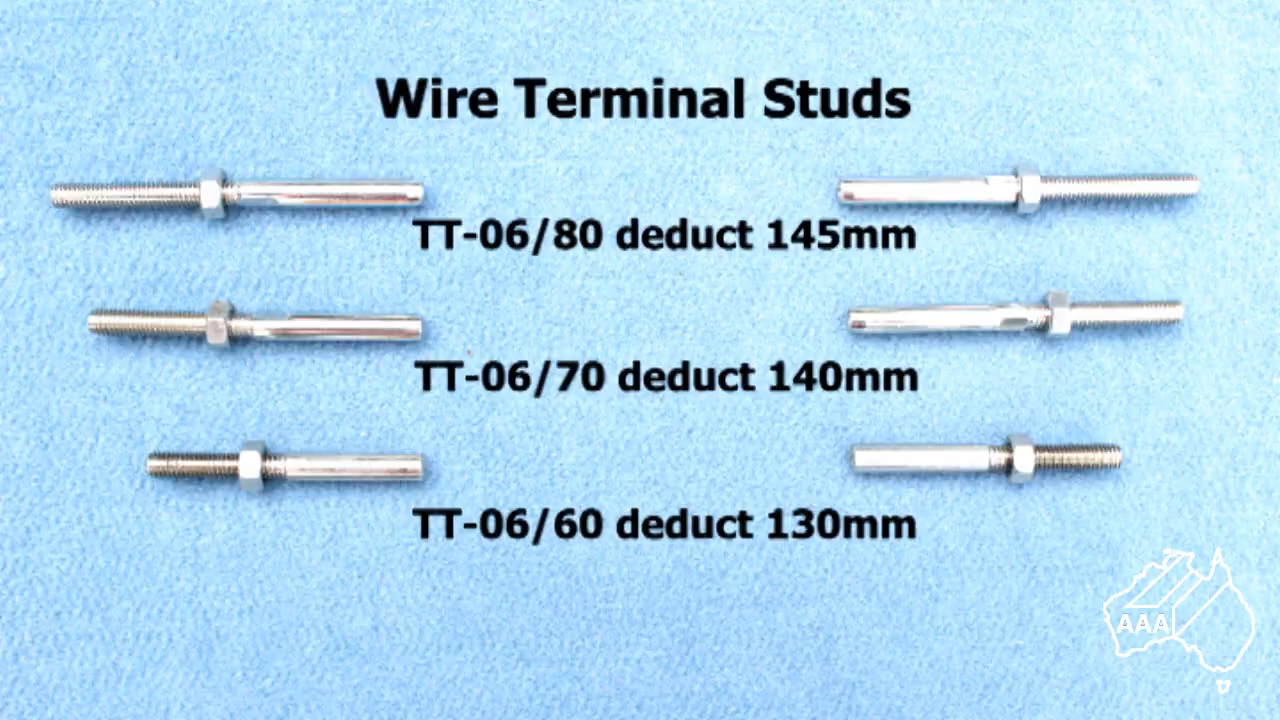 Wire Terminal Studs
TT-06/80 deduct 145mm
TT-06/70 deduct 140mm
TT-06/60 deduct 130mm
AAA